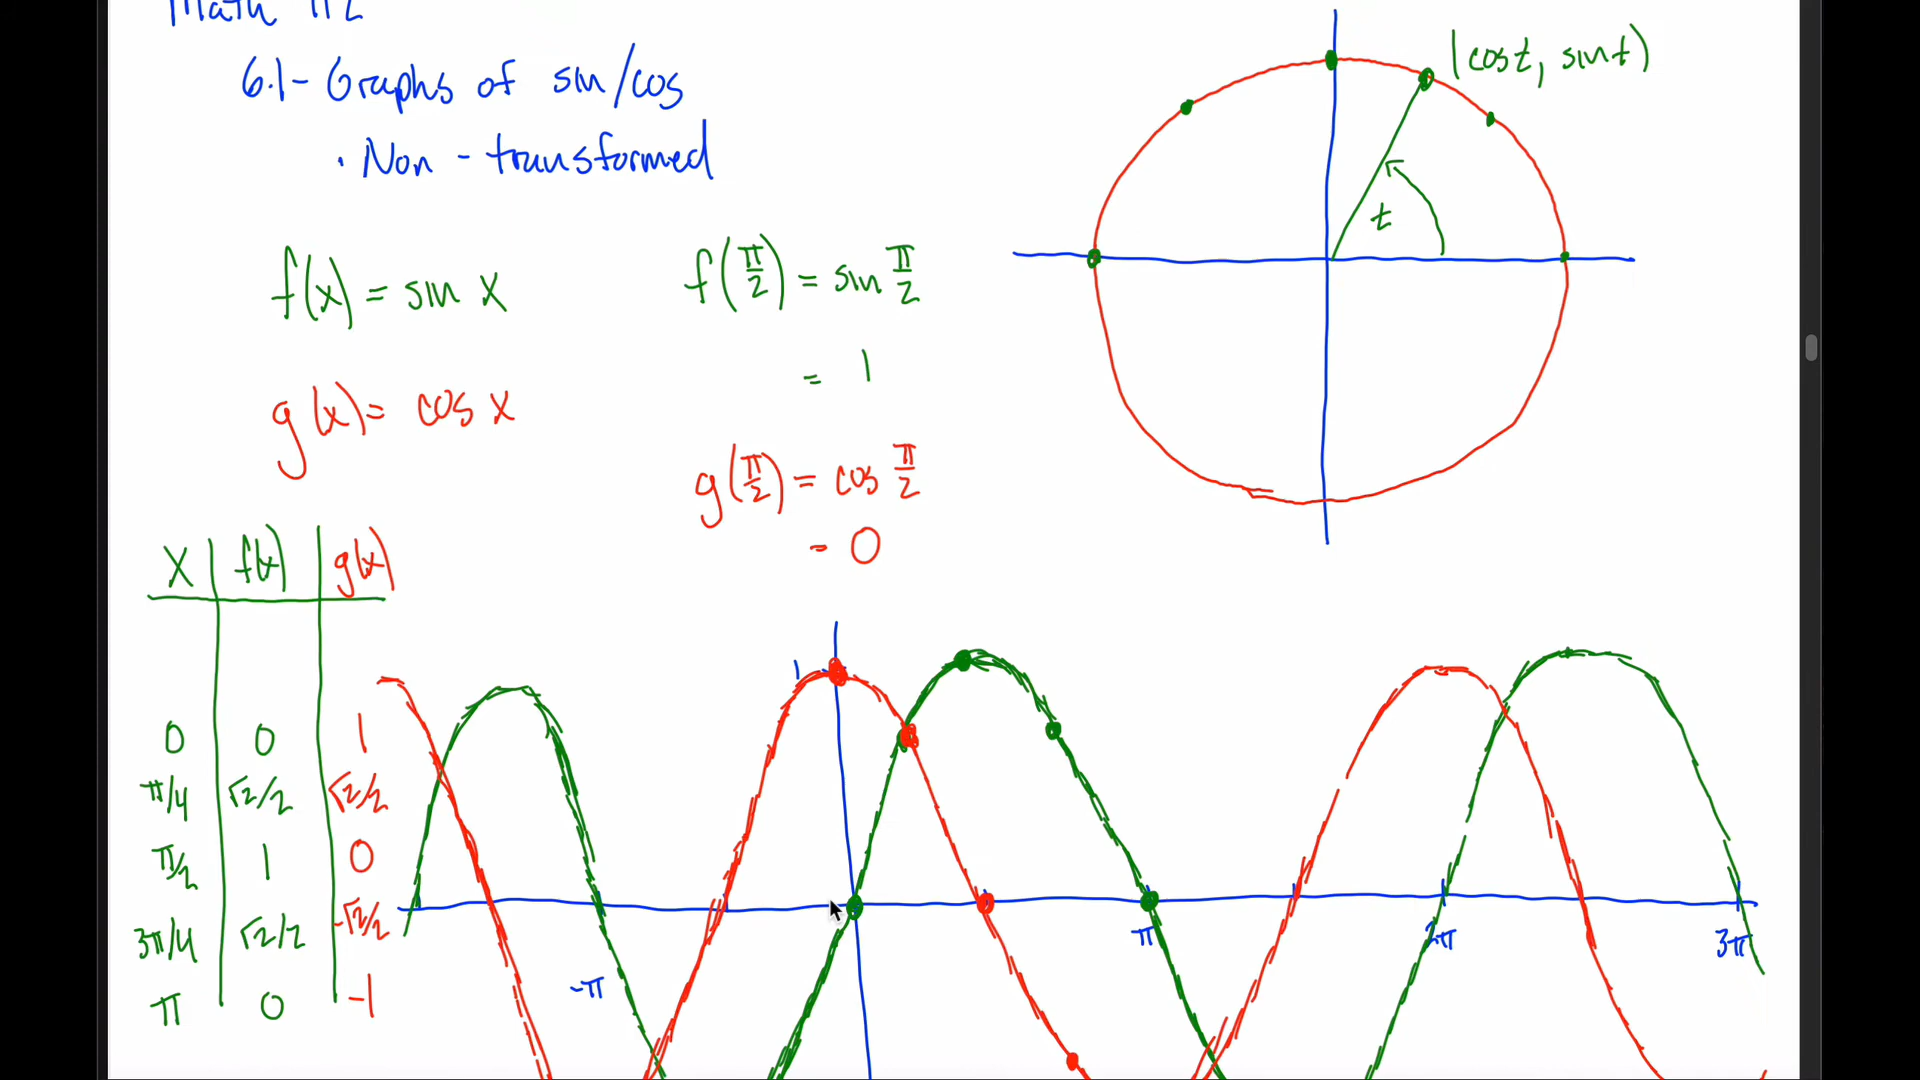 Math 112
6.1 - Graphs of sin/cos
· Non - transformed
(cos t, sin t)
t
f(x) = sin x
f(π/2) = sin π/2
= 1
g(x) = cos x
g(π/2) = cos π/2
= 0
x f(x) g(x)
0 0 1
π/4 √2/2 √2/2
π/2 1 0
3π/4 √2/2 -√2/2
π 0 -1
1
-π π 2π 3π